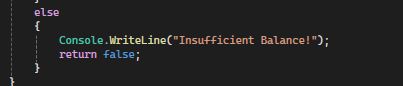 }
else
{
Console.WriteLine("Insufficient Balance!");
return false;
}
}